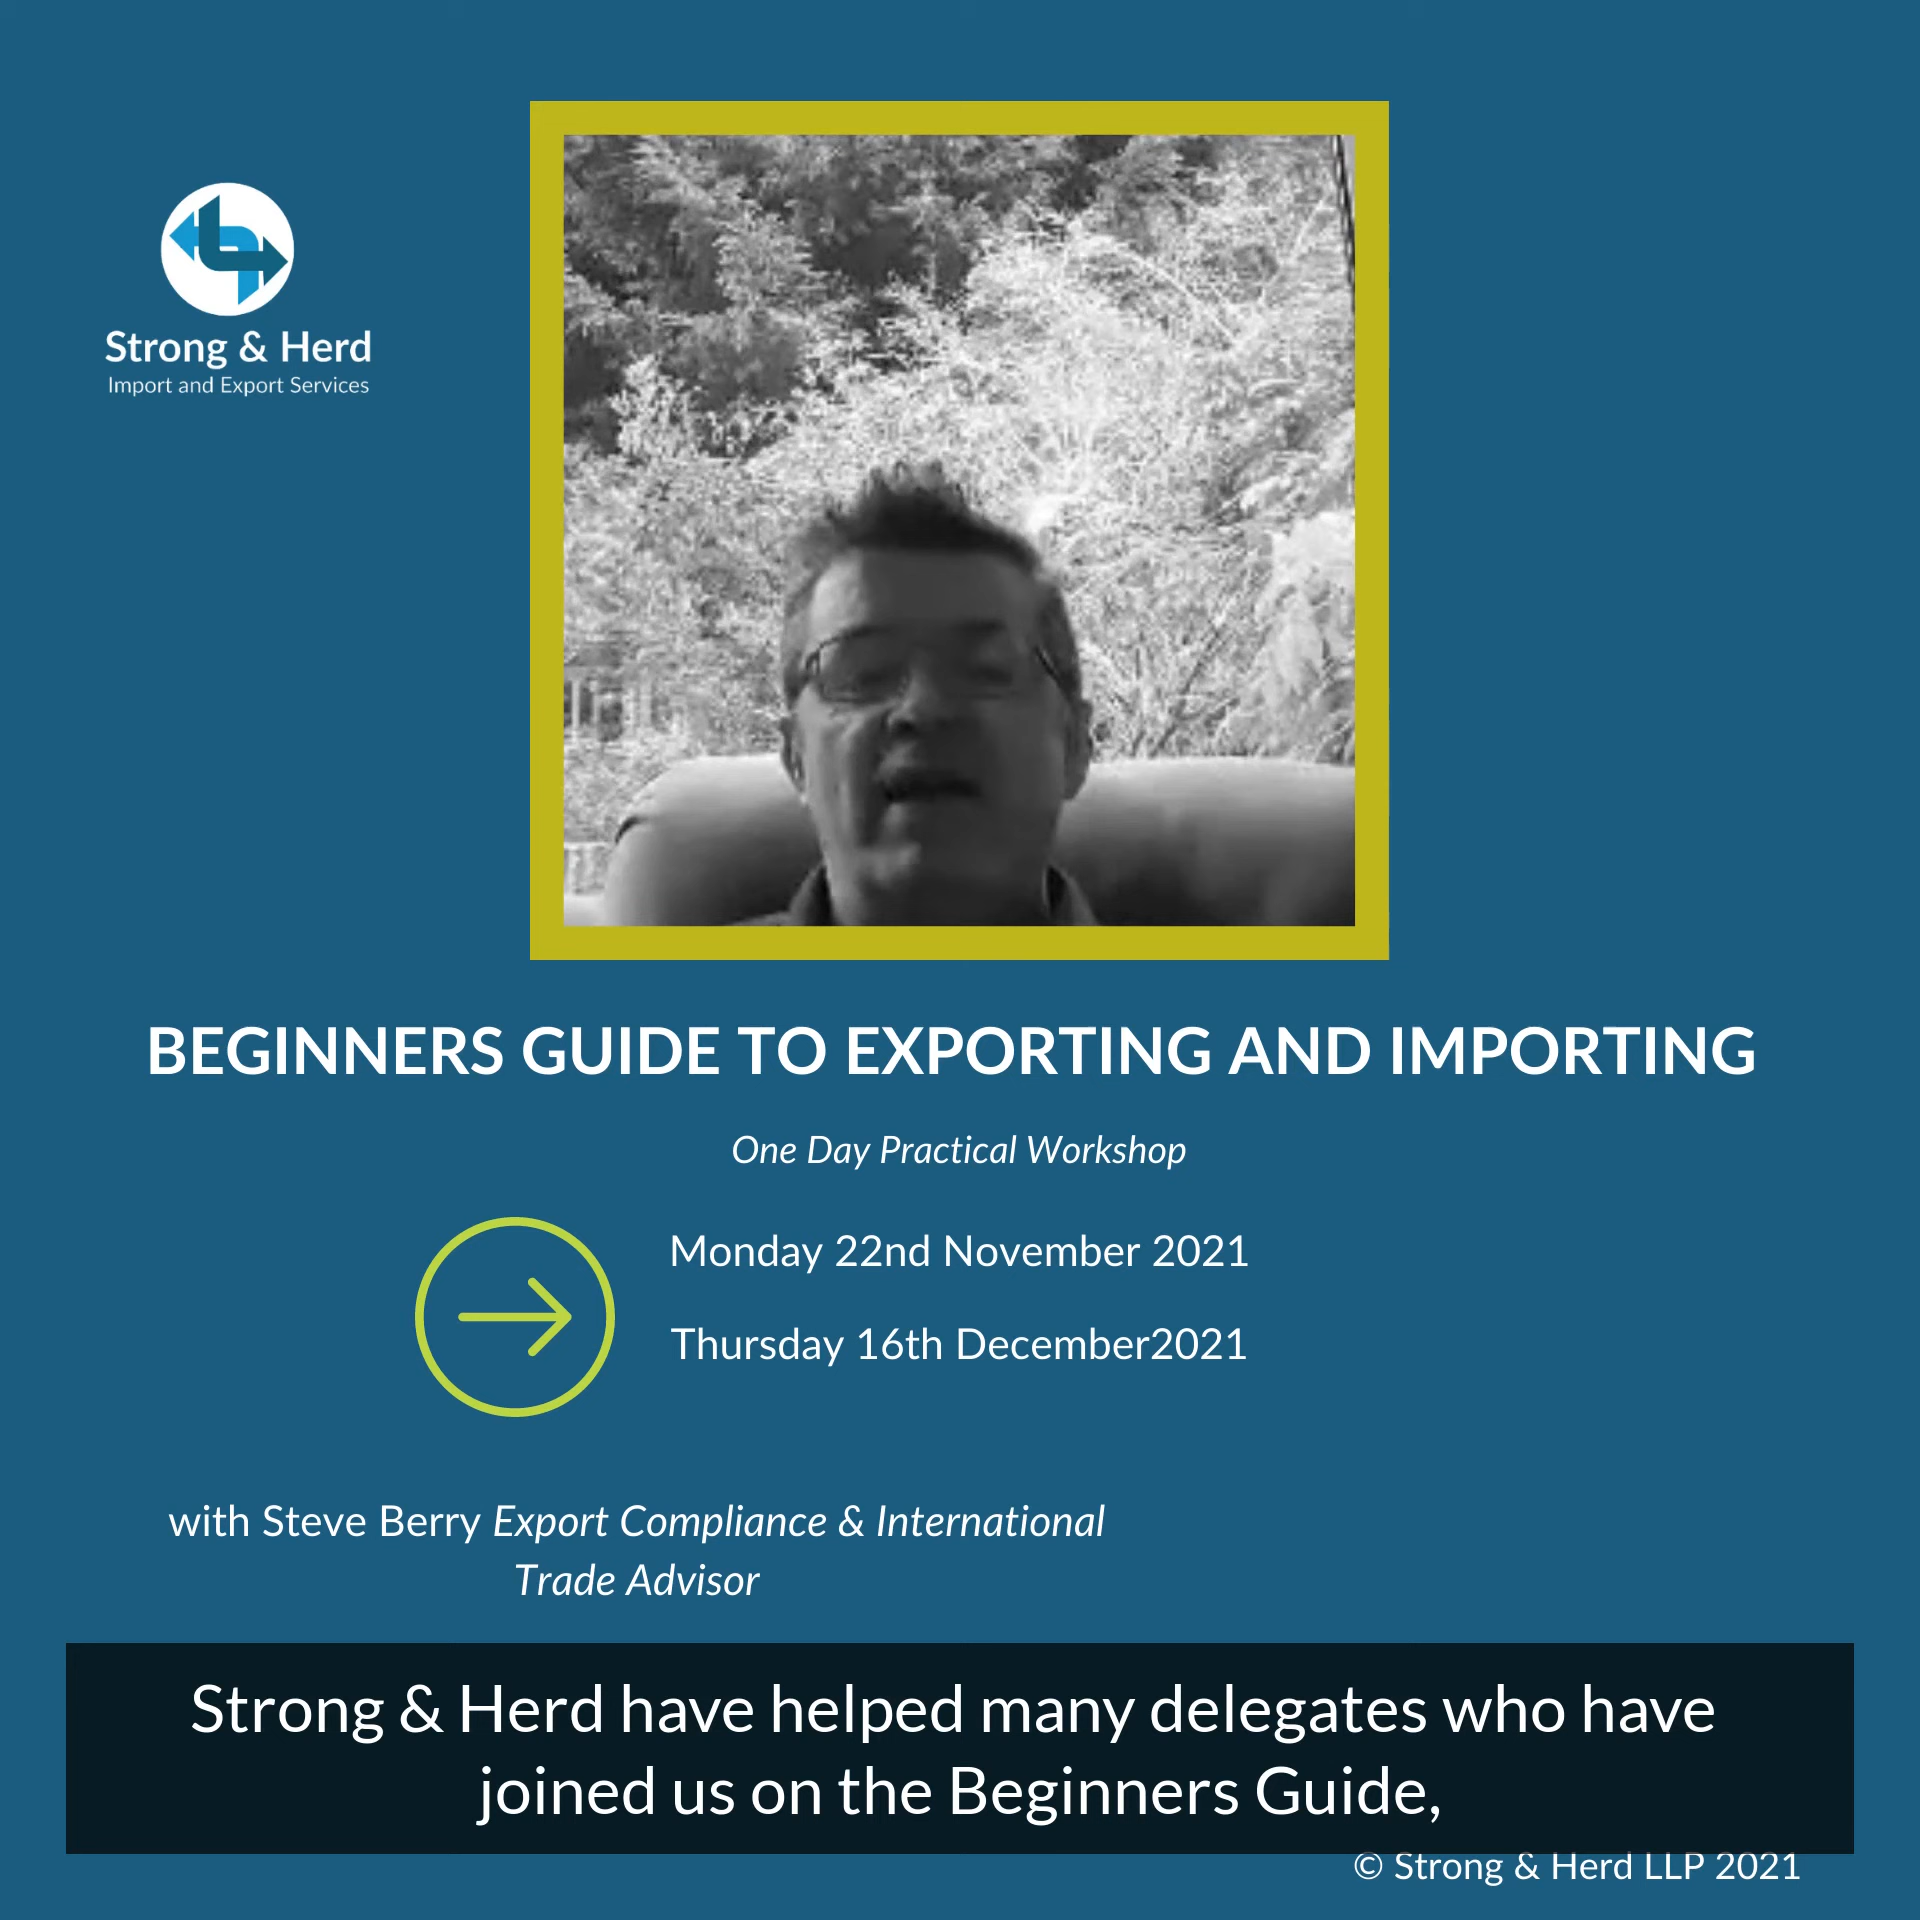 Strong & Herd
Import and Export Services
BEGINNERS GUIDE TO EXPORTING AND IMPORTING
One Day Practical Workshop
Monday 22nd November 2021
Thursday 16th December2021
with Steve Berry Export Compliance & International
Trade Advisor
Strong & Herd have helped many delegates who have
joined us on the Beginners Guide,
© Strong & Herd LLP 2021